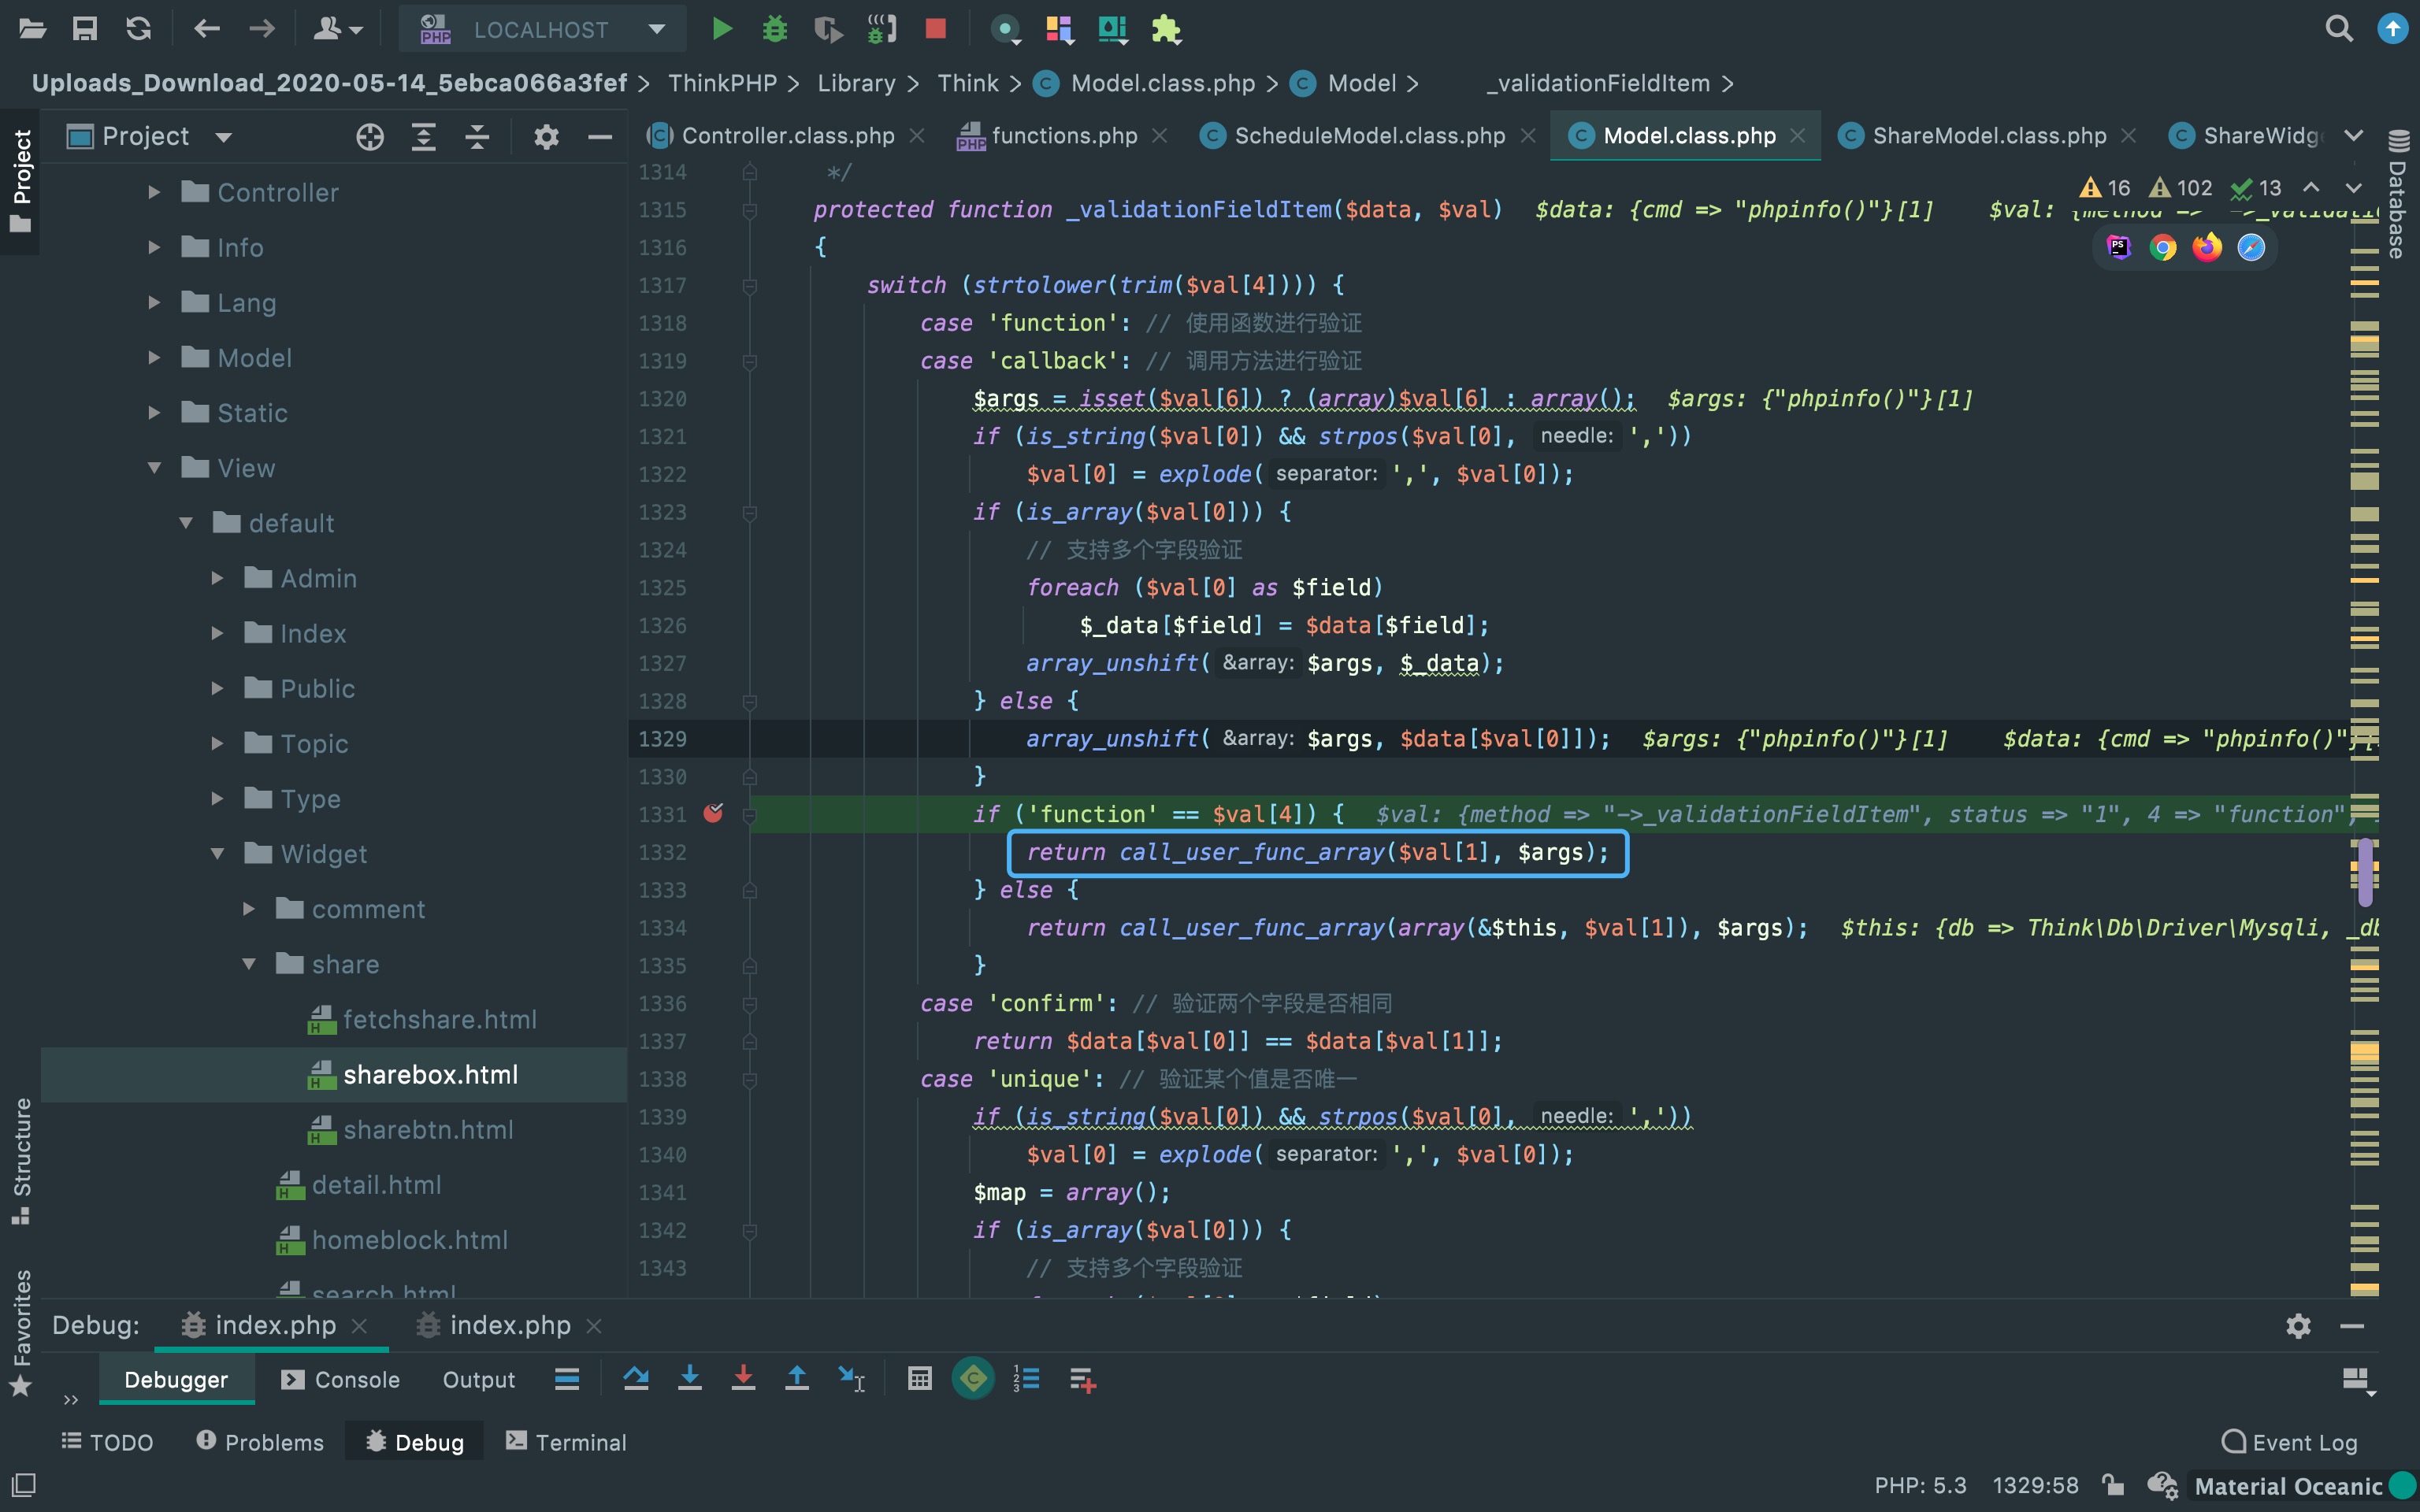 LOCALHOST
Uploads_Download_2020-05-14_5ebca066a3fef > ThinkPHP > Library > Think > Model.class.php > Model > _validationFieldItem >
Project
Controller.class.php functions.php ScheduleModel.class.php Model.class.php ShareModel.class.php
Project
Database
Structure
Favorites
Controller
Info
Lang
Model
Static
View
default
Admin
Index
Public
Topic
Type
Widget
comment
share
fetchshare.html
sharebox.html
sharebtn.html
detail.html
homeblock.html
search.html
16 102 13
1314 */
1315 protected function _validationFieldItem($data, $val) $data: {cmd => "phpinfo()"}[1] $val: {method =>
1316 {
1317 switch (strtolower(trim($val[4]))) {
1318 case 'function': // 使用函数进行验证
1319 case 'callback': // 调用方法进行验证
1320 $args = isset($val[6]) ? (array)$val[6] : array(); $args: {"phpinfo()"}[1]
1321 if (is_string($val[0]) && strpos($val[0], needle: ','))
1322 $val[0] = explode( separator: ',', $val[0]);
1323 if (is_array($val[0])) {
1324 // 支持多个字段验证
1325 foreach ($val[0] as $field)
1326 $_data[$field] = $data[$field];
1327 array_unshift( &array: $args, $_data);
1328 } else {
1329 array_unshift( &array: $args, $data[$val[0]]); $args: {"phpinfo()"}[1] $data: {cmd => "phpinfo()"
1330 }
1331 if ('function' == $val[4]) { $val: {method => "->_validationFieldItem", status => "1", 4 => "function",
1332 return call_user_func_array($val[1], $args);
1333 } else {
1334 return call_user_func_array(array(&$this, $val[1]), $args); $this: {db => Think\Db\Driver\Mysqli,
1335 }
1336 case 'confirm': // 验证两个字段是否相同
1337 return $data[$val[0]] == $data[$val[1]];
1338 case 'unique': // 验证某个值是否唯一
1339 if (is_string($val[0]) && strpos($val[0], needle: ','))
1340 $val[0] = explode( separator: ',', $val[0]);
1341 $map = array();
1342 if (is_array($val[0])) {
1343 // 支持多个字段验证
Debug: index.php index.php
Debugger Console Output
TODO Problems Debug Terminal Event Log
PHP: 5.3 1329:58 Material Oceanic